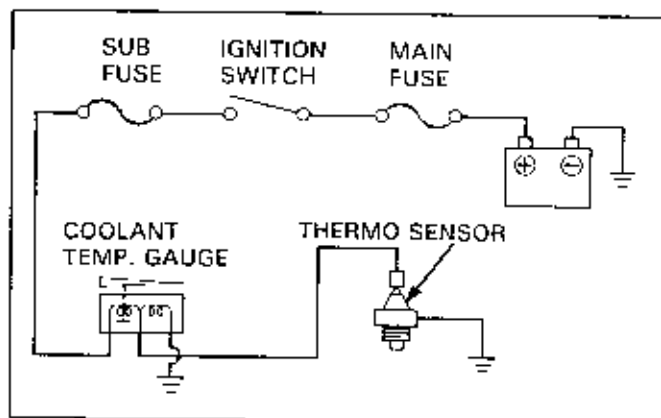 SUB
FUSE
IGNITION
SWITCH
MAIN
FUSE
COOLANT
TEMP. GAUGE
THERMO SENSOR